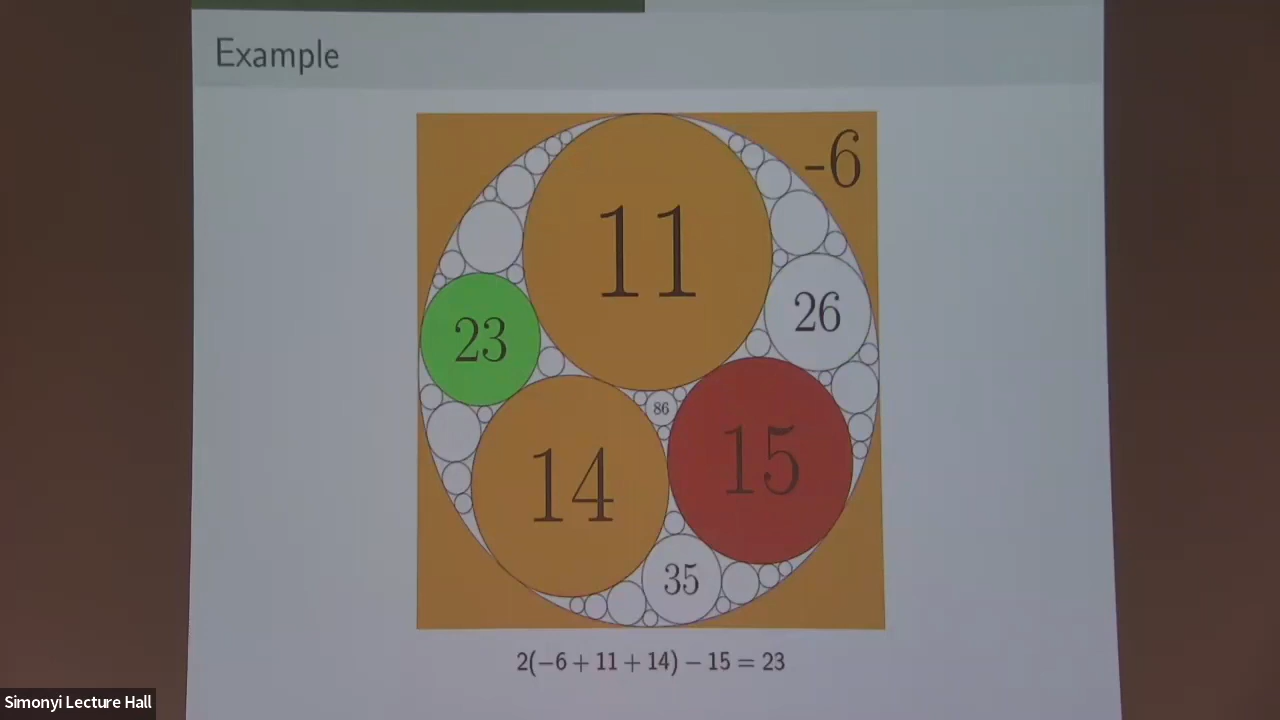 Example
-6
11
26
23
86
15
14
35
2(−6 + 11 + 14) − 15 = 23
Simonyi Lecture Hall